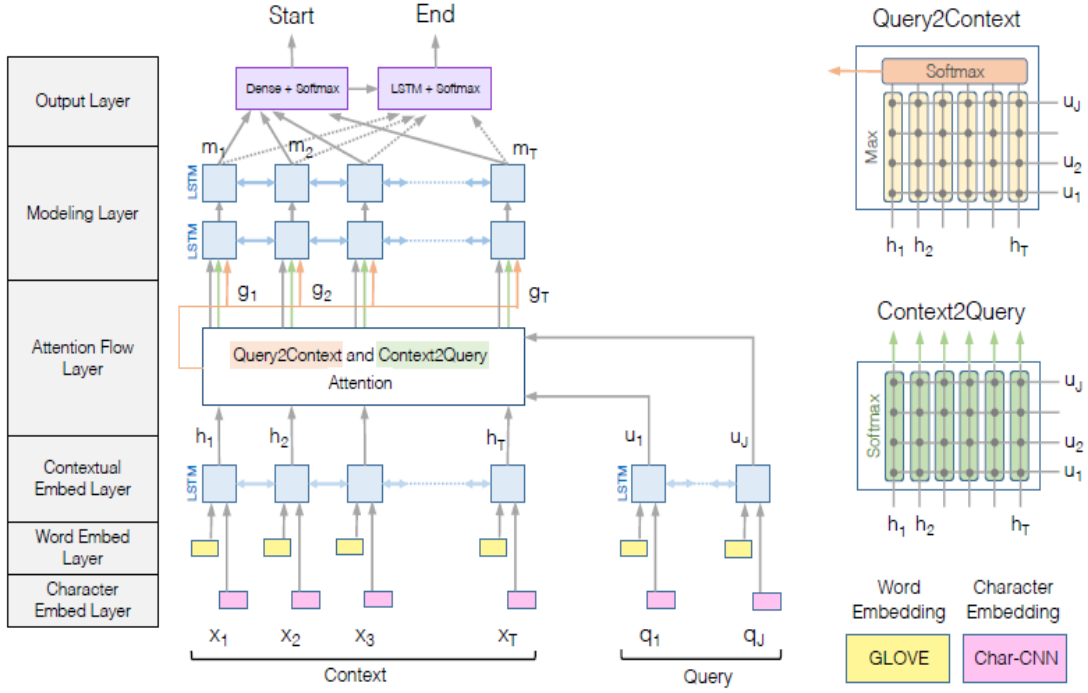 Start
End
Output Layer
Dense + Softmax
LSTM + Softmax
m1
m2
mT
LSTM
Modeling Layer
LSTM
g1
g2
gT
Attention Flow
Layer
Query2Context and Context2Query
Attention
h1
h2
hT
u1
uJ
Contextual
Embed Layer
LSTM
LSTM
Word Embed
Layer
Character
Embed Layer
x1
x2
x3
xT
q1
qJ
Context
Query
Query2Context
Softmax
Max
uJ
u2
u1
h1
h2
hT
Context2Query
Softmax
uJ
u2
u1
h1
h2
hT
Word
Embedding
Character
Embedding
GLOVE
Char-CNN